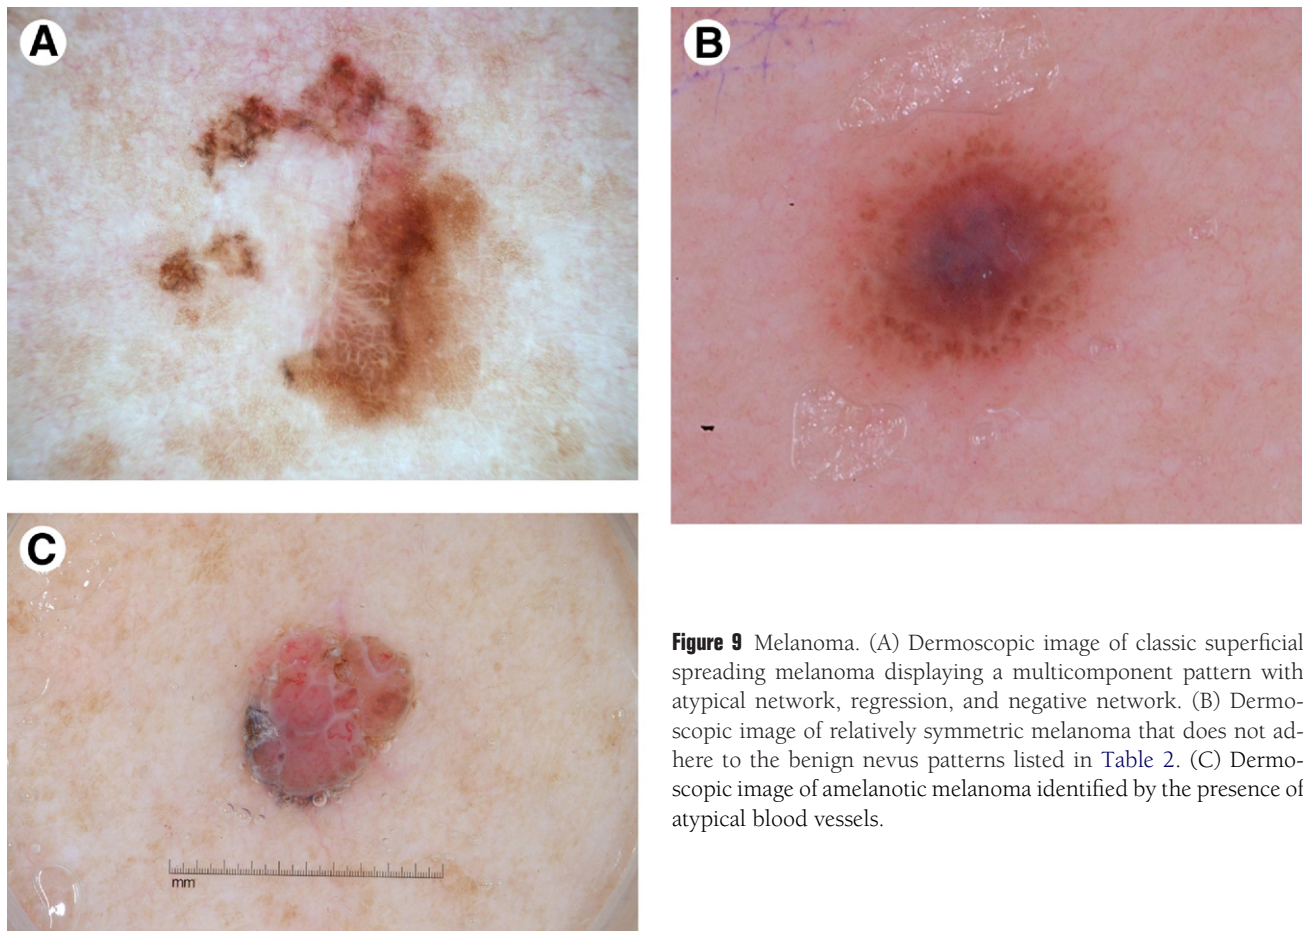 A
B
C
mm
Figure 9 Melanoma. (A) Dermoscopic image of classic superficial
spreading melanoma displaying a multicomponent pattern with
atypical network, regression, and negative network. (B) Dermo-
scopic image of relatively symmetric melanoma that does not ad-
here to the benign nevus patterns listed in Table 2. (C) Dermo-
scopic image of amelanotic melanoma identified by the presence of
atypical blood vessels.